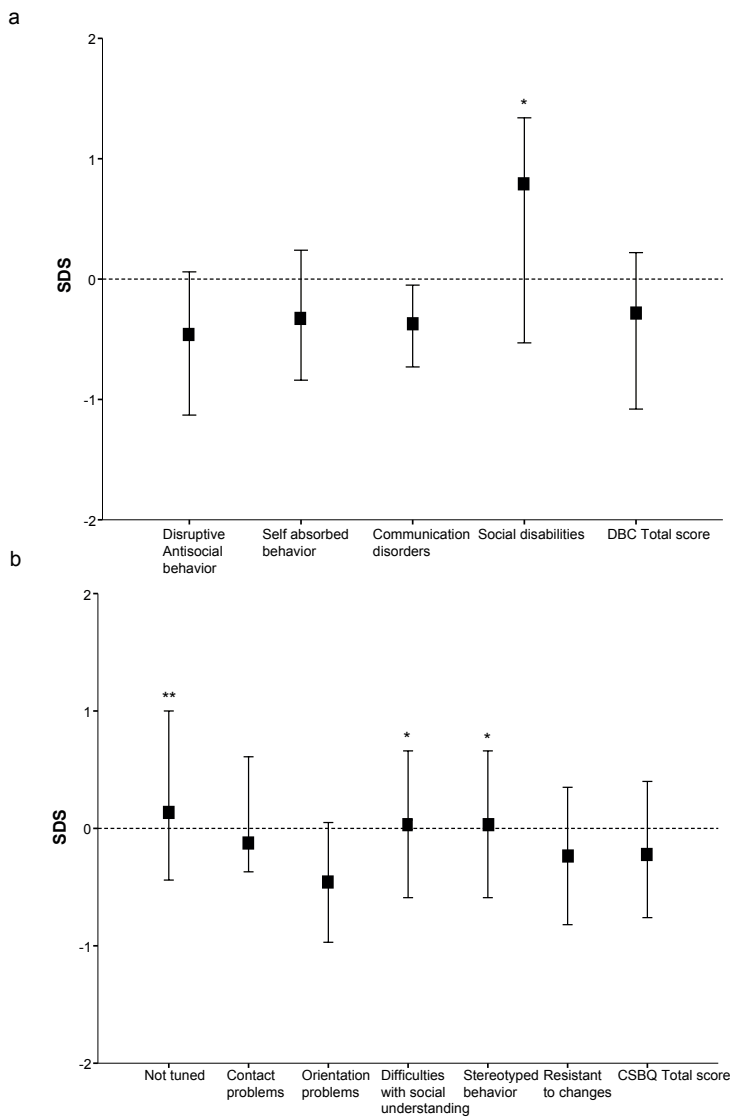 a
2
1
0
-1
-2
SDS
*
Disruptive
Antisocial
behavior
Self absorbed
behavior
Communication
disorders
Social disabilities
DBC Total score
b
2
1
0
-1
-2
SDS
**
*
*
Not tuned
Contact
problems
Orientation
problems
Difficulties
with social
understanding
Stereotyped
behavior
Resistant
to changes
CSBQ Total score